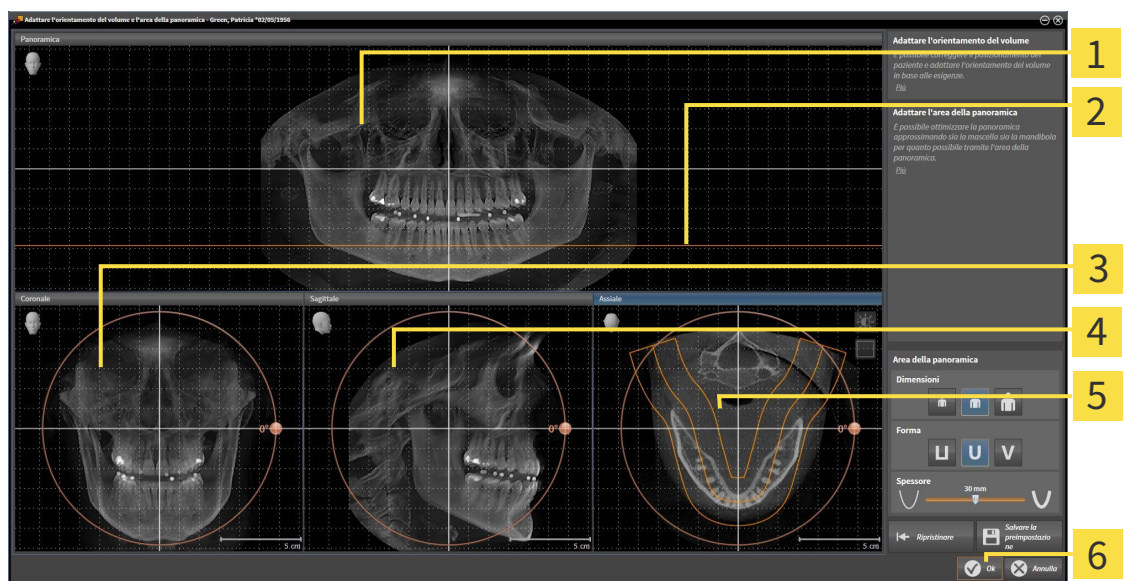 Adattare l'orientamento del volume e l'area della panoramica - Green, Patricia *02/05/1956
Panoramica
Adattare l'orientamento del volume
È possibile correggere il posizionamento del
paziente e adattare l'orientamento del volume
in base alle esigenze.
Più
Adattare l'area della panoramica
È possibile ottimizzare la panoramica
approssimando sia la mascella sia la mandibola
per quanto possibile tramite l'area della
panoramica.
Più
1
2
3
4
5
6
Coronale
Sagittale
Assiale
0°
0°
0°
5 cm
5 cm
5 cm
Area della panoramica
Dimensioni
Forma
Spessore
30 mm
Ripristinare
Salvare la
preimpostazio
ne
Ok
Annulla